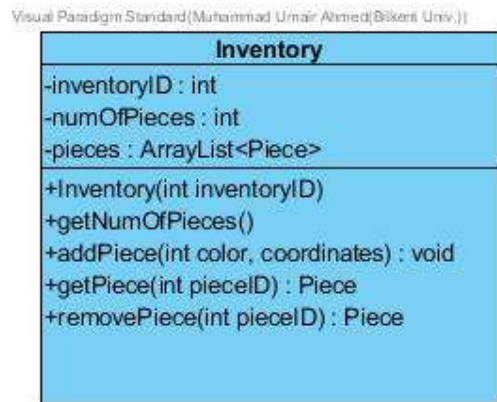 Visual Paradigm Standard(Muhammad Umair Ahmed(Bilkent Univ.))
Inventory
-inventoryID : int
-numOfPieces : int
-pieces : ArrayList<Piece>
+Inventory(int inventoryID)
+getNumOfPieces()
+addPiece(int color, coordinates) : void
+getPiece(int pieceID) : Piece
+removePiece(int pieceID) : Piece